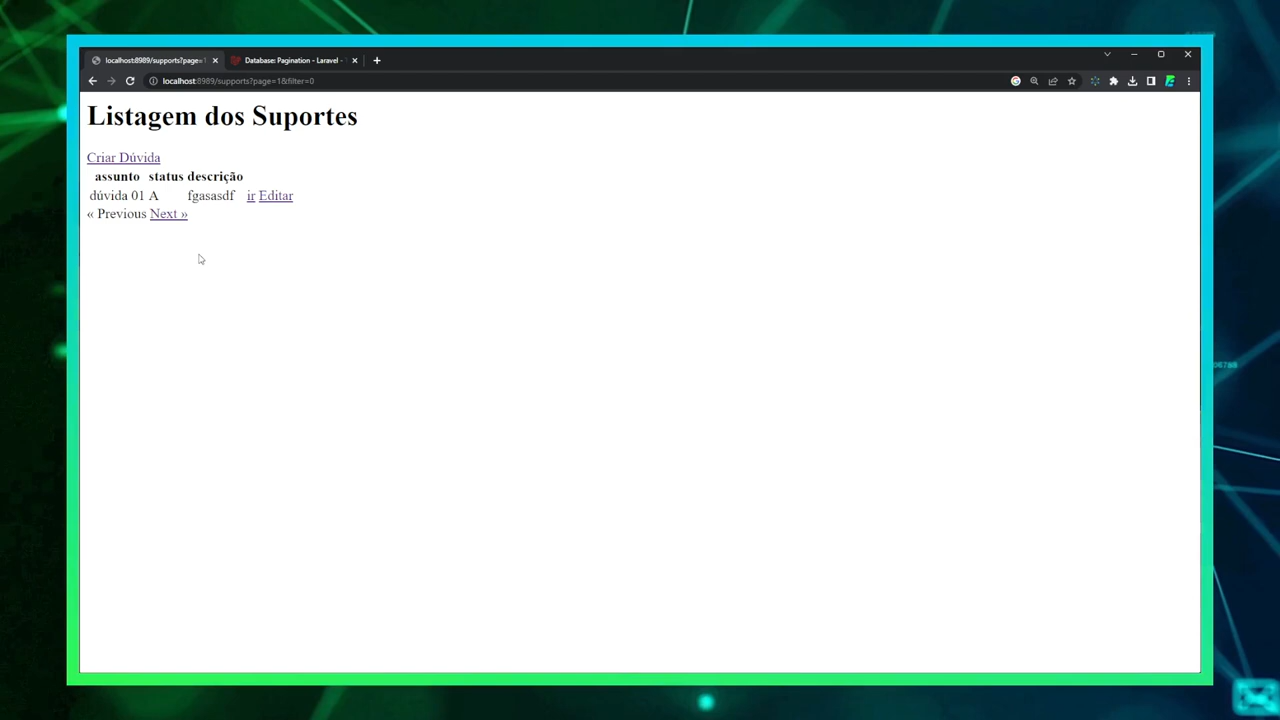 localhost:8989/supports?page=1
Database: Pagination - Laravel -
localhost:8989/supports?page=1&filter=0
Listagem dos Suportes
Criar Dúvida
assunto status descrição
dúvida 01 A fgasasdf ir Editar
« Previous Next »